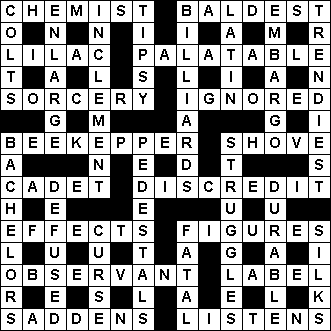 CHEMIST BALDEST
O N N I I A M R
LILAC PALATABLE
T A L S L I A N
SORCERY IGNORED
G M A G I
BEEKEPPER SHOVE
A N E D T S
CADET DISCREDIT
H E E U U
EFFECTS FIGURES
L U U T A G A I
OBSERVANT LABEL
R E S L A E L K
SADDENS LISTENS